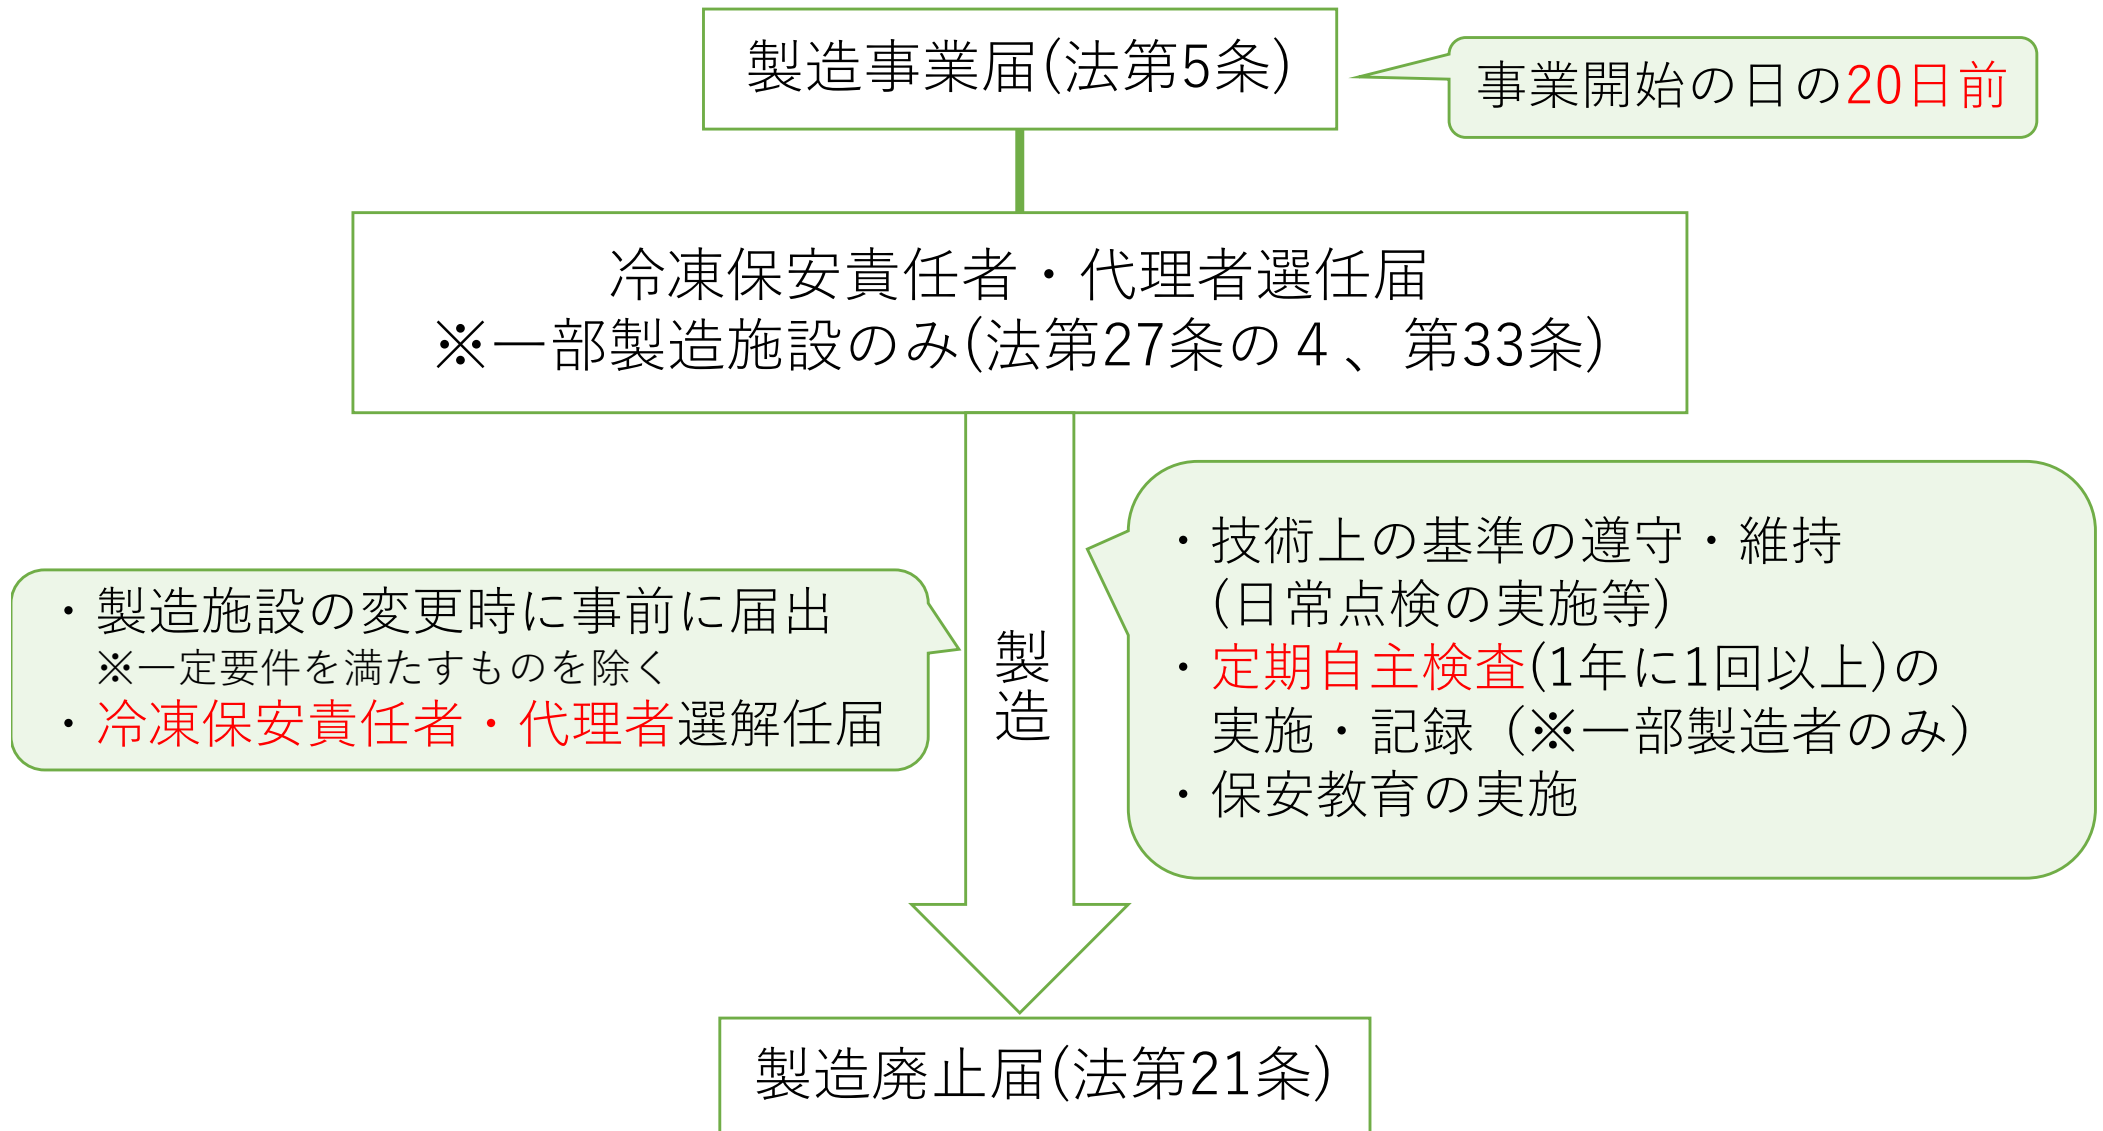 製造事業届(法第5条)
事業開始の日の20日前
冷凍保安責任者・代理者選任届
※一部製造施設のみ(法第27条の４、第33条)
・製造施設の変更時に事前に届出
※一定要件を満たすものを除く
・冷凍保安責任者・代理者選解任届
製造
・技術上の基準の遵守・維持
(日常点検の実施等)
・定期自主検査(1年に1回以上)の
実施・記録（※一部製造者のみ）
・保安教育の実施
製造廃止届(法第21条)